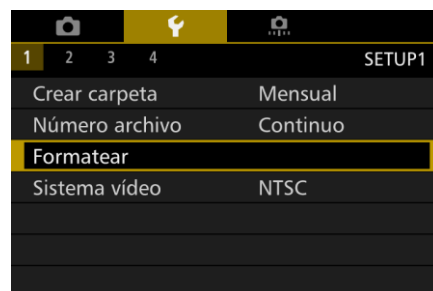 1 2 3 4 SETUP1
Crear carpeta Mensual
Número archivo Continuo
Formatear
Sistema vídeo NTSC